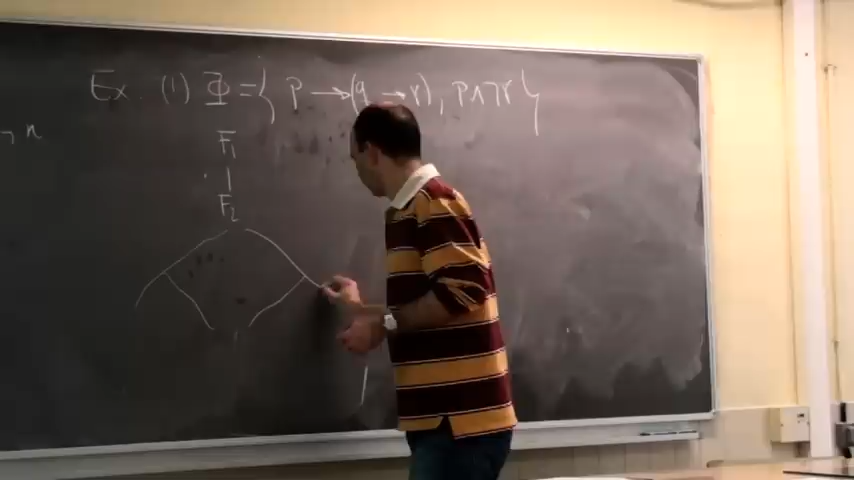 Ex. (1) Φ = { p → (q → r), p ∧ ¬r }
¬n
F₁
F₂